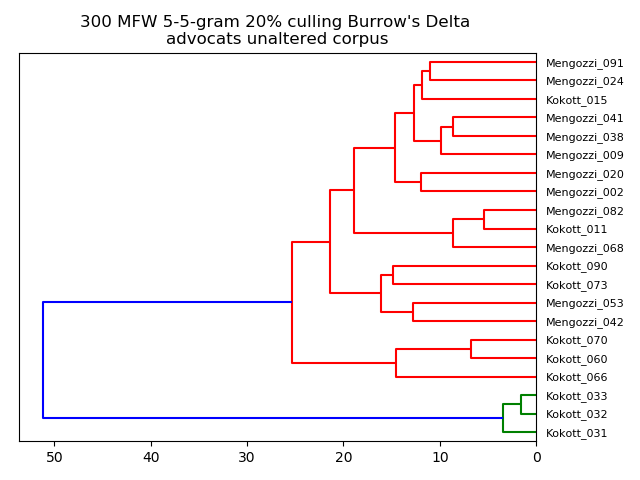 300 MFW 5-5-gram 20% culling Burrow's Delta
advocats unaltered corpus
Mengozzi_091
Mengozzi_024
Kokott_015
Mengozzi_041
Mengozzi_038
Mengozzi_009
Mengozzi_020
Mengozzi_002
Mengozzi_082
Kokott_011
Mengozzi_068
Kokott_090
Kokott_073
Mengozzi_053
Mengozzi_042
Kokott_070
Kokott_060
Kokott_066
Kokott_033
Kokott_032
Kokott_031
50 40 30 20 10 0